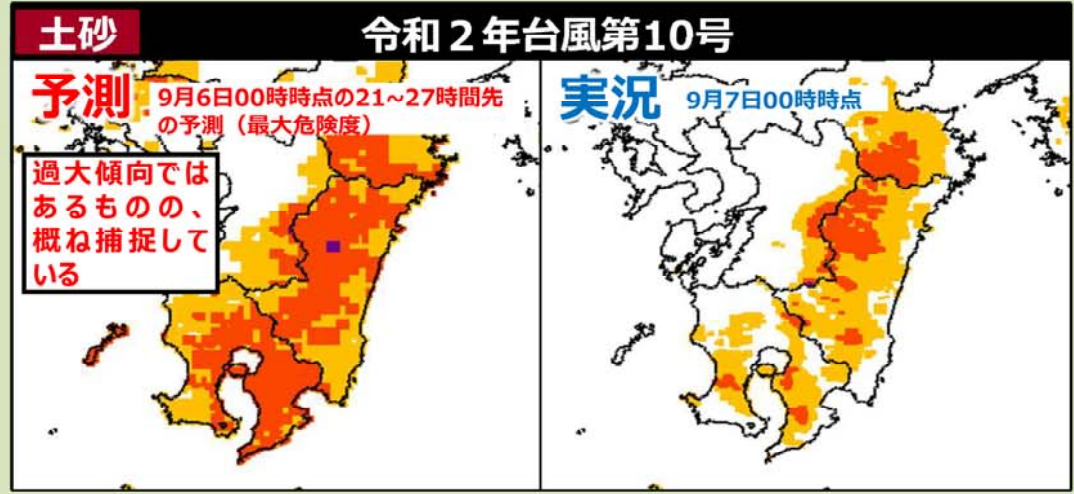 土砂
令和２年台風第10号
予測
9月6日00時時点の21~27時間先
の予測（最大危険度）
過大傾向では
あるものの、
概ね捕捉して
いる
実況
9月7日00時時点